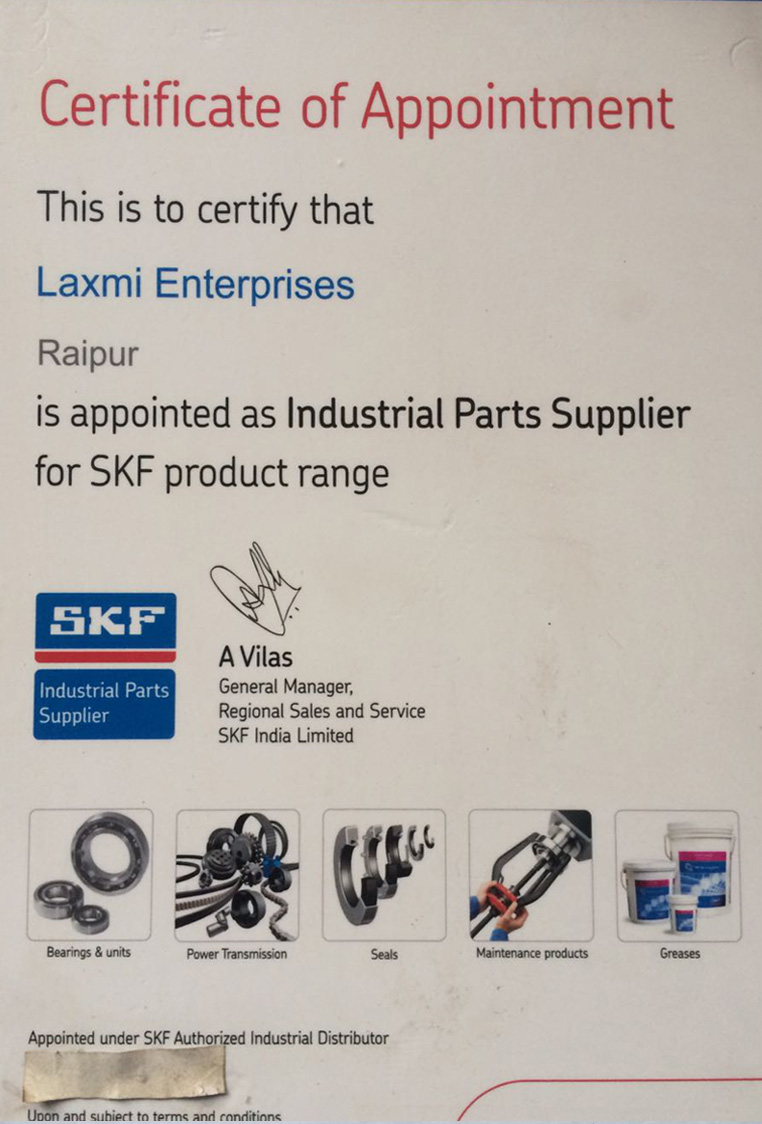 Certificate of Appointment
This is to certify that
Laxmi Enterprises
Raipur
is appointed as Industrial Parts Supplier
for SKF product range
SKF
Industrial Parts
Supplier
A Vilas
General Manager,
Regional Sales and Service
SKF India Limited
Bearings & units
Power Transmission
Seals
Maintenance products
Greases
Appointed under SKF Authorized Industrial Distributor
Upon and subject to terms and conditions